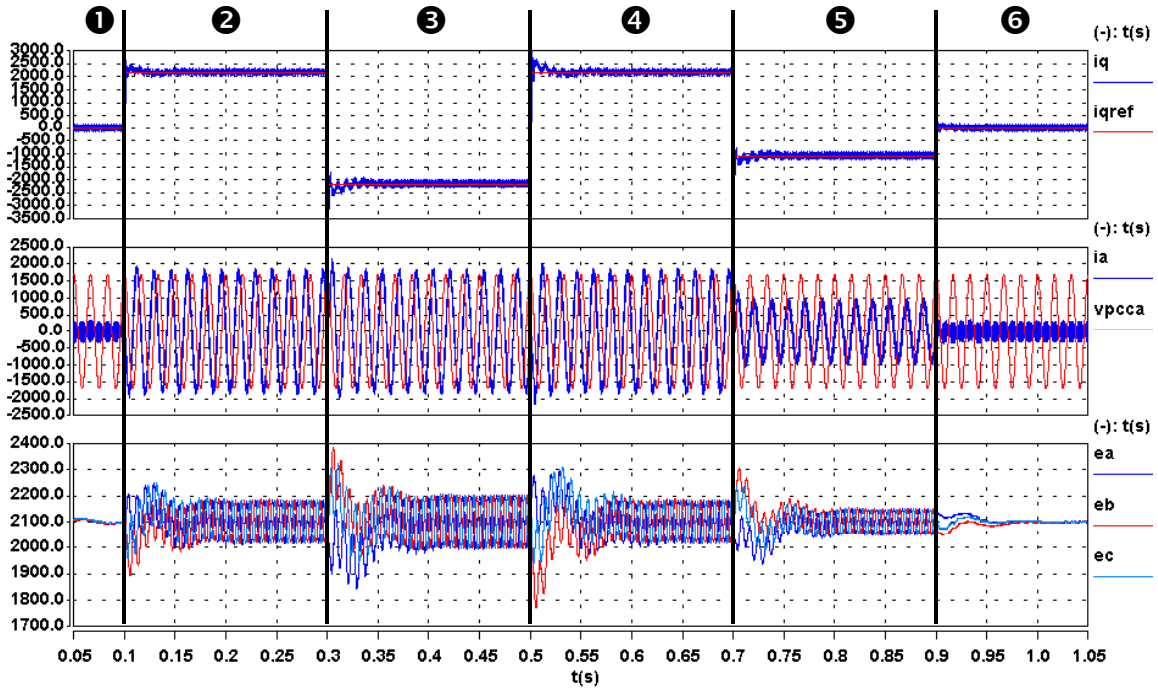 ❶ ❷ ❸ ❹ ❺ ❻
(-): t(s)
iq
iqref
3000.0
2500.0
2000.0
1500.0
1000.0
500.0
0.0
-500.0
-1000.0
-1500.0
-2000.0
-2500.0
-3000.0
-3500.0
(-): t(s)
ia
vpcca
2500.0
2000.0
1500.0
1000.0
500.0
0.0
-500.0
-1000.0
-1500.0
-2000.0
-2500.0
(-): t(s)
ea
eb
ec
2400.0
2300.0
2200.0
2100.0
2000.0
1900.0
1800.0
1700.0
0.05 0.1 0.15 0.2 0.25 0.3 0.35 0.4 0.45 0.5 0.55 0.6 0.65 0.7 0.75 0.8 0.85 0.9 0.95 1.0 1.05
t(s)